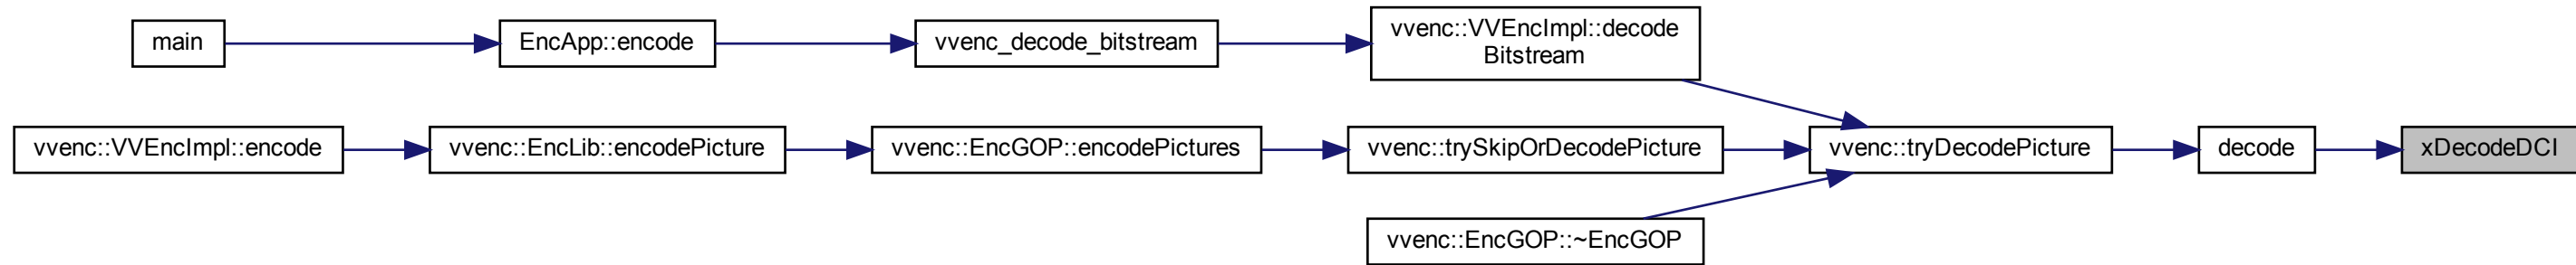 main
EncApp::encode
vvenc_decode_bitstream
vvenc::VVEncImpl::decode
Bitstream
vvenc::VVEncImpl::encode
vvenc::EncLib::encodePicture
vvenc::EncGOP::encodePictures
vvenc::trySkipOrDecodePicture
vvenc::tryDecodePicture
decode
xDecodeDCI
vvenc::EncGOP::~EncGOP